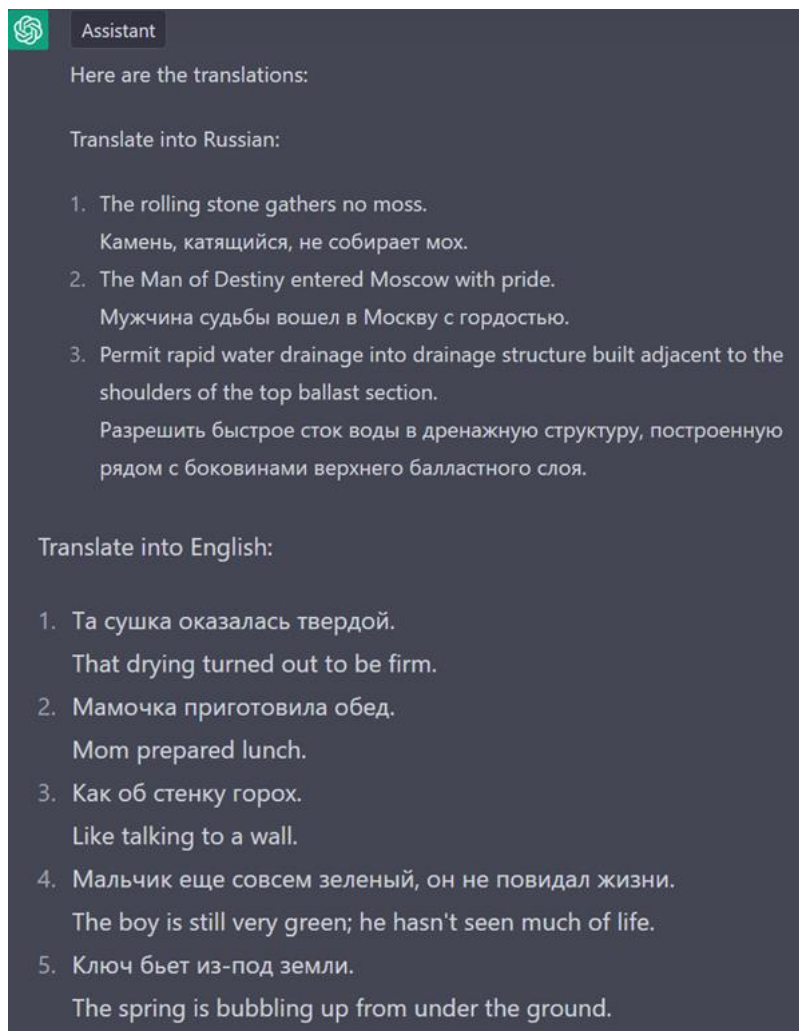 Assistant
Here are the translations:
Translate into Russian:
1. The rolling stone gathers no moss.
Камень, катящийся, не собирает мох.
2. The Man of Destiny entered Moscow with pride.
Мужчина судьбы вошел в Москву с гордостью.
3. Permit rapid water drainage into drainage structure built adjacent to the
shoulders of the top ballast section.
Разрешить быстрое сток воды в дренажную структуру, построенную
рядом с боковинами верхнего балластного слоя.
Translate into English:
1. Та сушка оказалась твердой.
That drying turned out to be firm.
2. Мамочка приготовила обед.
Mom prepared lunch.
3. Как об стенку горох.
Like talking to a wall.
4. Мальчик еще совсем зеленый, он не повидал жизни.
The boy is still very green; he hasn't seen much of life.
5. Ключ бьет из-под земли.
The spring is bubbling up from under the ground.